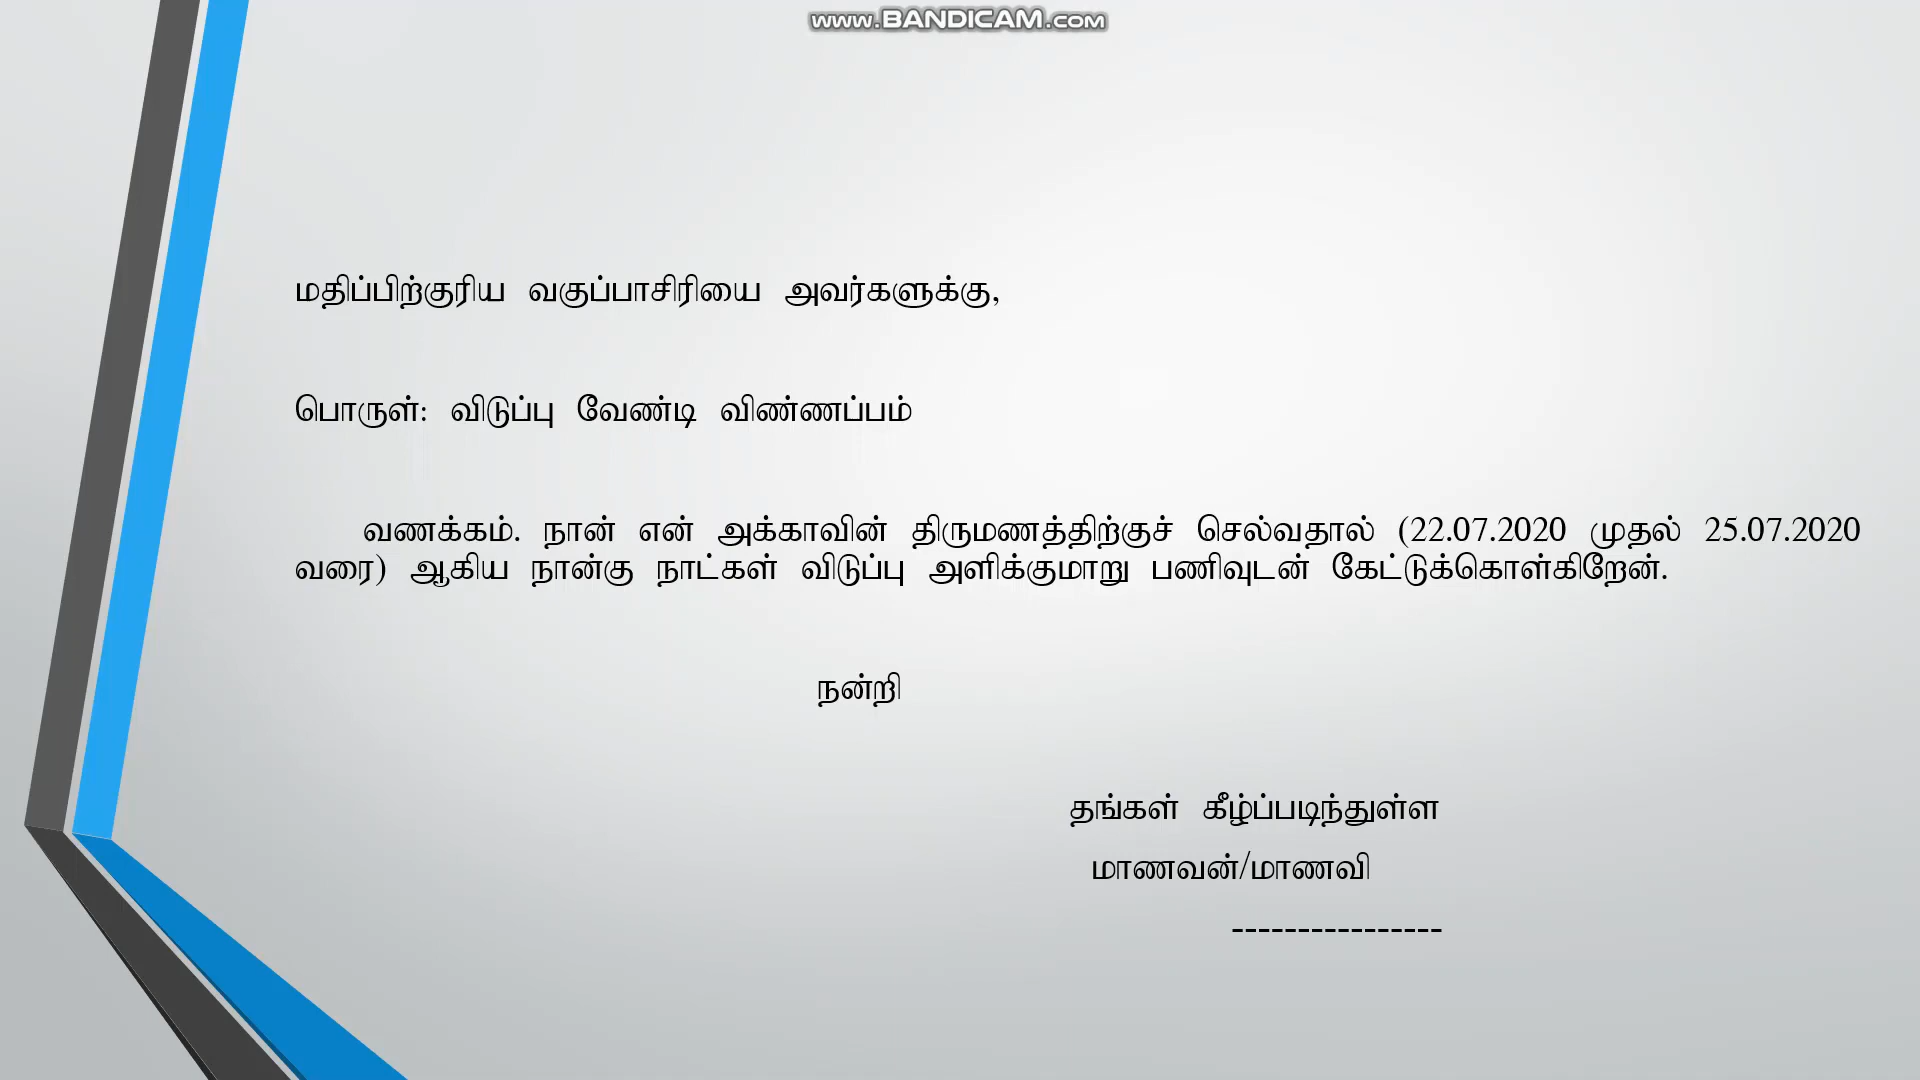 www.BANDICAM.com
மதிப்பிற்குரிய வகுப்பாசிரியை அவர்களுக்கு,
பொருள்: விடுப்பு வேண்டி விண்ணப்பம்
வணக்கம். நான் என் அக்காவின் திருமணத்திற்குச் செல்வதால் (22.07.2020 முதல் 25.07.2020
வரை) ஆகிய நான்கு நாட்கள் விடுப்பு அளிக்குமாறு பணிவுடன் கேட்டுக்கொள்கிறேன்.
நன்றி
தங்கள் கீழ்ப்படிந்துள்ள
மாணவன்/மாணவி
----------------